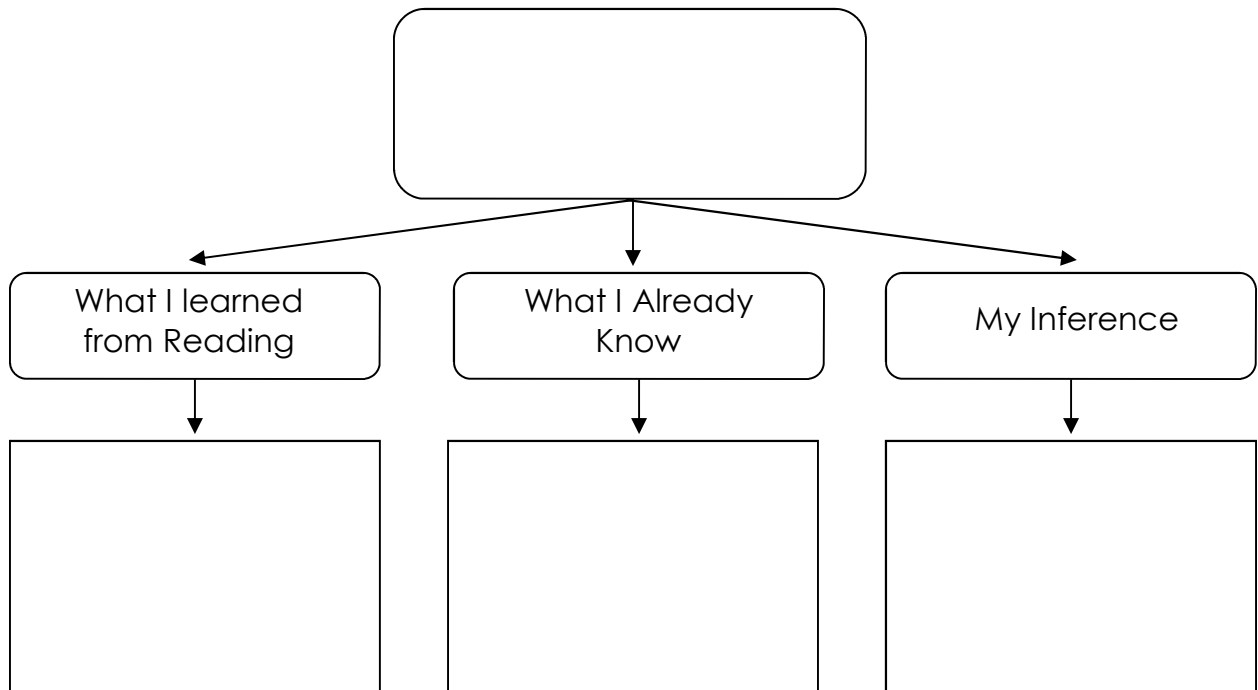 What I learned
from Reading
What I Already
Know
My Inference